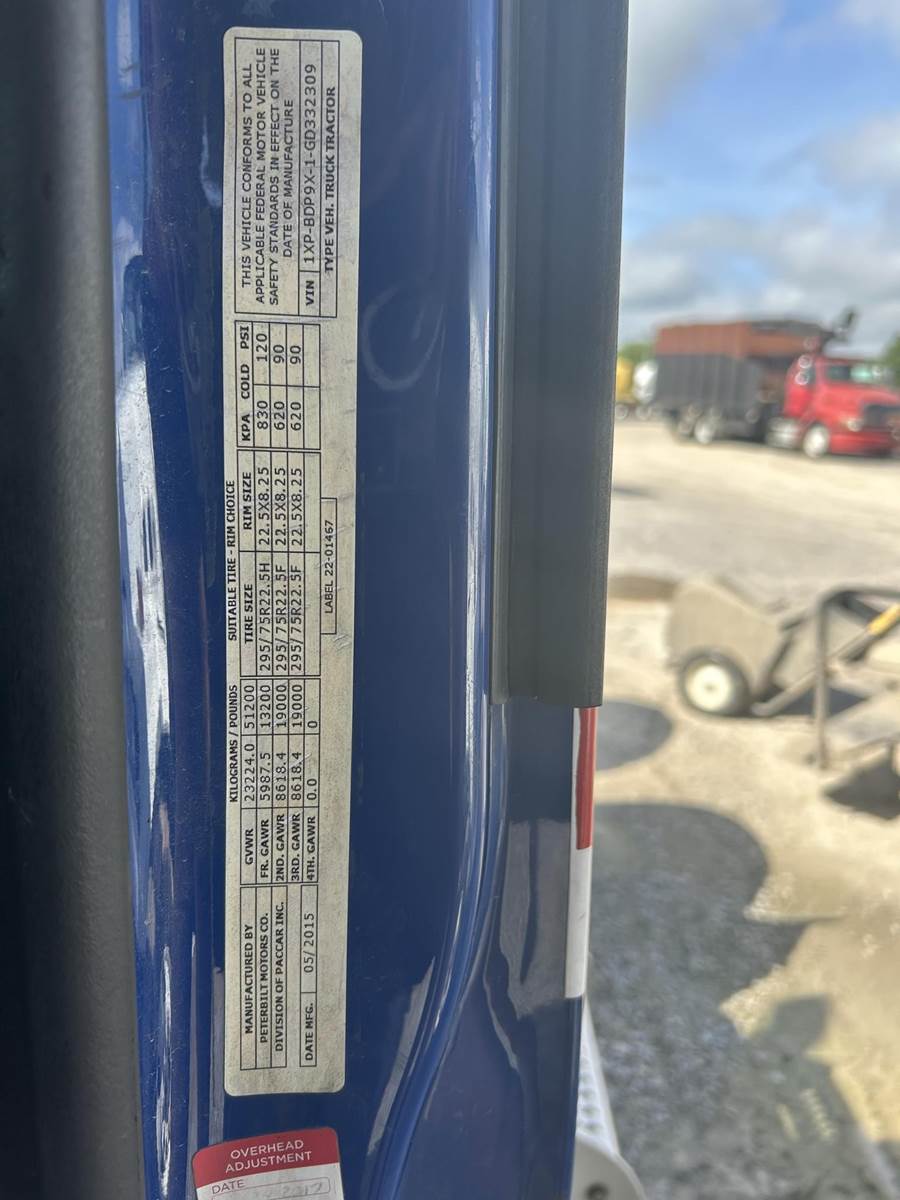 MANUFACTURED BY
PETERBILT MOTORS CO.
DIVISION OF PACCAR INC.
DATE MFG. 05/2015
KILOGRAMS / POUNDS
GVWR 23224.0 51200
FR. GAWR 5987.5 13200
2ND. GAWR 8618.4 19000
3RD. GAWR 8618.4 19000
4TH. GAWR 0.0 0
SUITABLE TIRE - RIM CHOICE
TIRE SIZE RIM SIZE KPA COLD PSI
295/75R22.5H 22.5X8.25 830 120
295/75R22.5F 22.5X8.25 620 90
295/75R22.5F 22.5X8.25 620 90
LABEL 22-01467
THIS VEHICLE CONFORMS TO ALL
APPLICABLE FEDERAL MOTOR VEHICLE
SAFETY STANDARDS IN EFFECT ON THE
DATE OF MANUFACTURE
VIN 1XP-BDP9X-1-GD332309
TYPE VEH. TRUCK TRACTOR
OVERHEAD
ADJUSTMENT
DATE